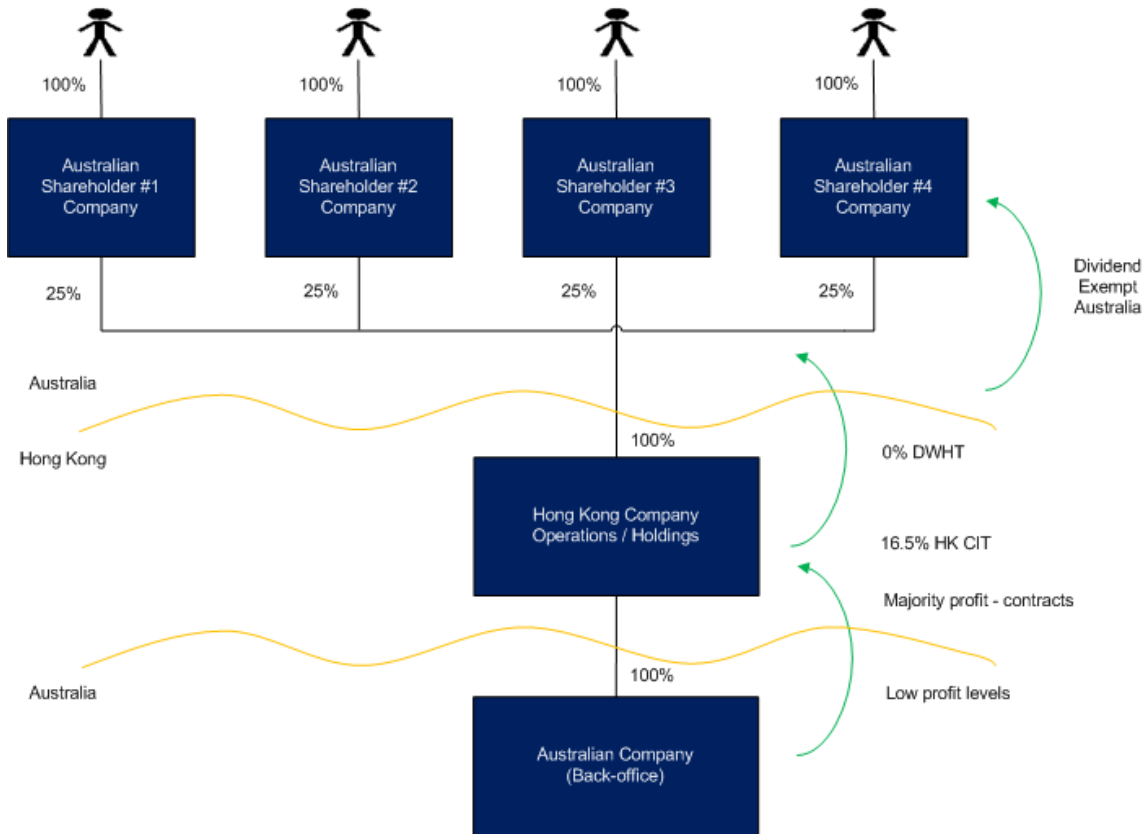 100%
100%
100%
100%
Australian
Shareholder #1
Company
Australian
Shareholder #2
Company
Australian
Shareholder #3
Company
Australian
Shareholder #4
Company
25%
25%
25%
25%
Dividend
Exempt
Australia
Australia
Hong Kong
100%
0% DWHT
Hong Kong Company
Operations / Holdings
16.5% HK CIT
Majority profit - contracts
Australia
100%
Low profit levels
Australian Company
(Back-office)